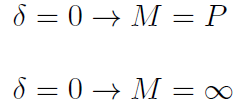 δ = 0 → M = P
δ = 0 → M = ∞